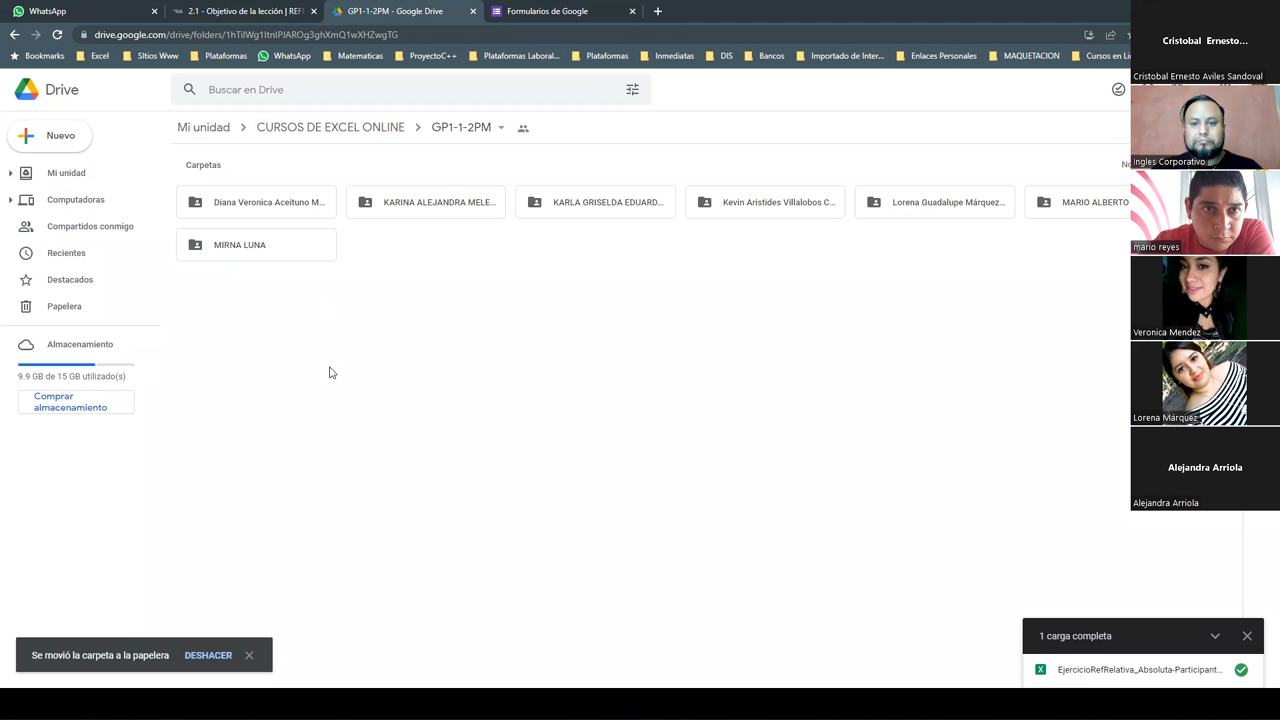 WhatsApp
2.1 - Objetivo de la lección | REFE
GP1-1-2PM - Google Drive
Formularios de Google
drive.google.com/drive/folders/
Bookmarks
Excel
SItios Www
Plataformas
WhatsApp
Matematicas
ProyectoC++
Plataformas Laboral...
Plataformas
Inmediatas
DIS
Bancos
Importado de Inter...
Enlaces Personales
MAQUETACION
Cursos en Li
Drive
Buscar en Drive
Nuevo
Mi unidad
CURSOS DE EXCEL ONLINE
GP1-1-2PM
Mi unidad
Computadoras
Compartidos conmigo
Recientes
Destacados
Papelera
Almacenamiento
9.9 GB de 15 GB utilizado(s)
Comprar
almacenamiento
Carpetas
No
Diana Veronica Aceituno M...
KARINA ALEJANDRA MELE...
KARLA GRISELDA EDUARD...
Kevin Aristides Villalobos C...
Lorena Guadalupe Márquez...
MARIO ALBERTO
MIRNA LUNA
Se movió la carpeta a la papelera
DESHACER
1 carga completa
EjercicioRefRelativa_Absoluta-Participant...
Cristobal Ernesto...
Cristobal Ernesto Aviles Sandoval
Ingles Corporativo
mario reyes
Veronica Mendez
Lorena Márquez
Alejandra Arriola
Alejandra Arriola